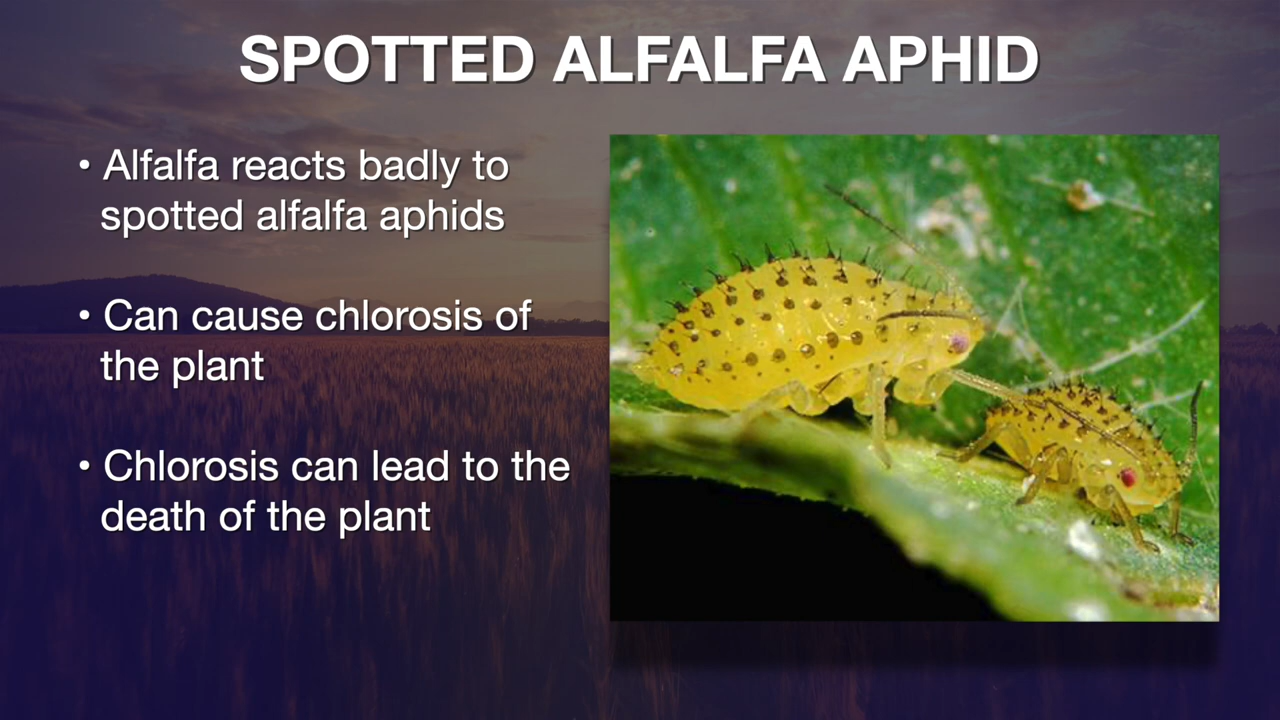 SPOTTED ALFALFA APHID
• Alfalfa reacts badly to
spotted alfalfa aphids
• Can cause chlorosis of
the plant
• Chlorosis can lead to the
death of the plant